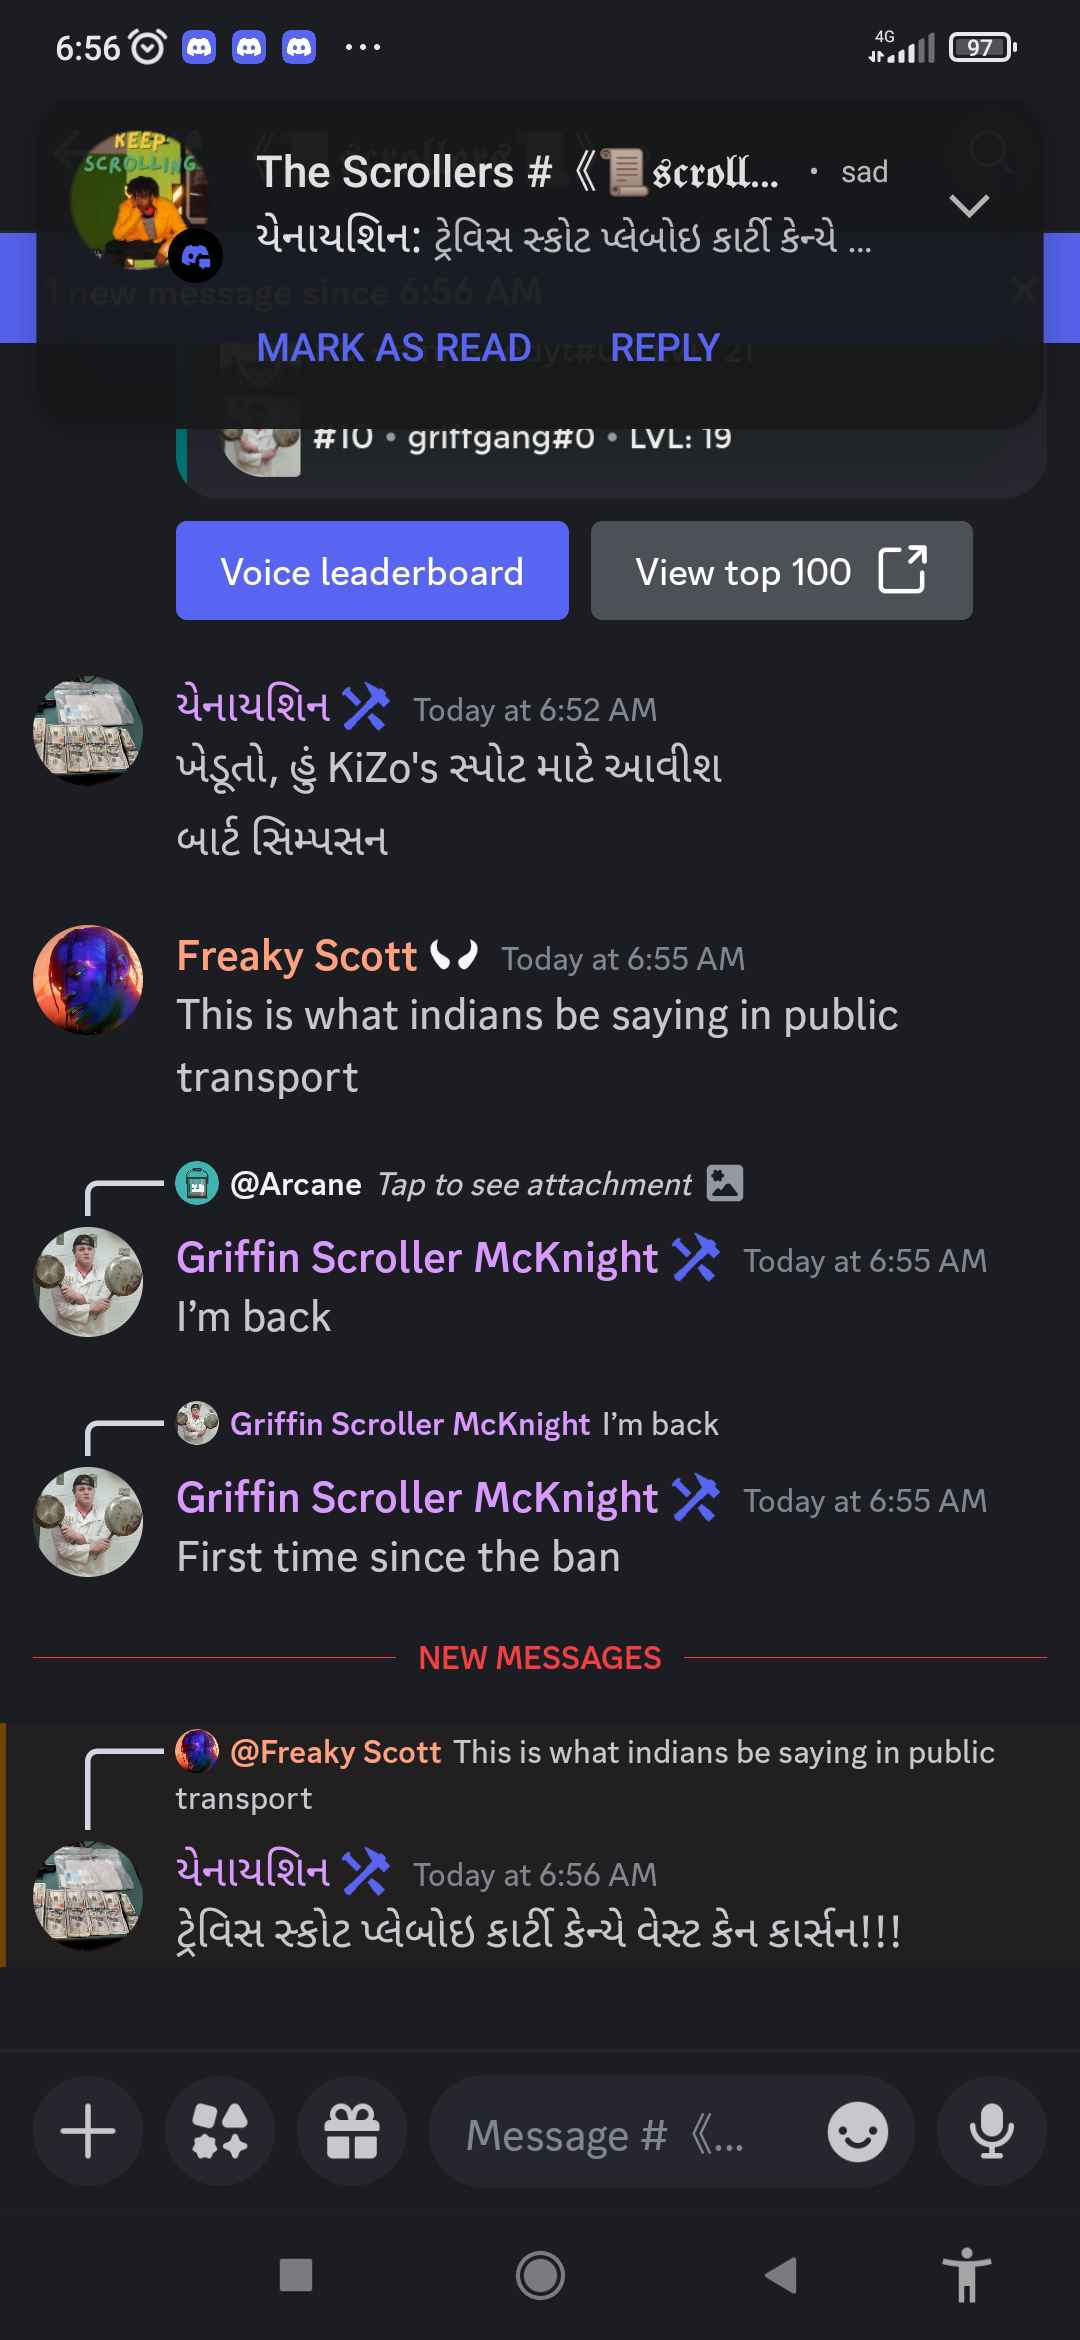 6:56
4G
97
KEEP
SCROLLING
The Scrollers # 《📜𝖘𝖈𝖗𝖔𝖑𝖑... · sad
યેનાયશિન: ટ્રેવિસ સ્કોટ પ્લેબોઇ કાર્ટી કેન્યે ...
1 new message since 6:56 AM
MARK AS READ REPLY
#10 • griffgang#0 • LVL: 19
Voice leaderboard
View top 100
યેનાયશિન Today at 6:52 AM
ખેડૂતો, હું KiZo's સ્પોટ માટે આવીશ
બાર્ટ સિમ્પસન
Freaky Scott Today at 6:55 AM
This is what indians be saying in public
transport
@Arcane Tap to see attachment
Griffin Scroller McKnight Today at 6:55 AM
I’m back
Griffin Scroller McKnight I’m back
Griffin Scroller McKnight Today at 6:55 AM
First time since the ban
NEW MESSAGES
@Freaky Scott This is what indians be saying in public
transport
યેનાયશિન Today at 6:56 AM
ટ્રેવિસ સ્કોટ પ્લેબોઇ કાર્ટી કેન્યે વેસ્ટ કેન કાર્સન!!!
Message # 《...